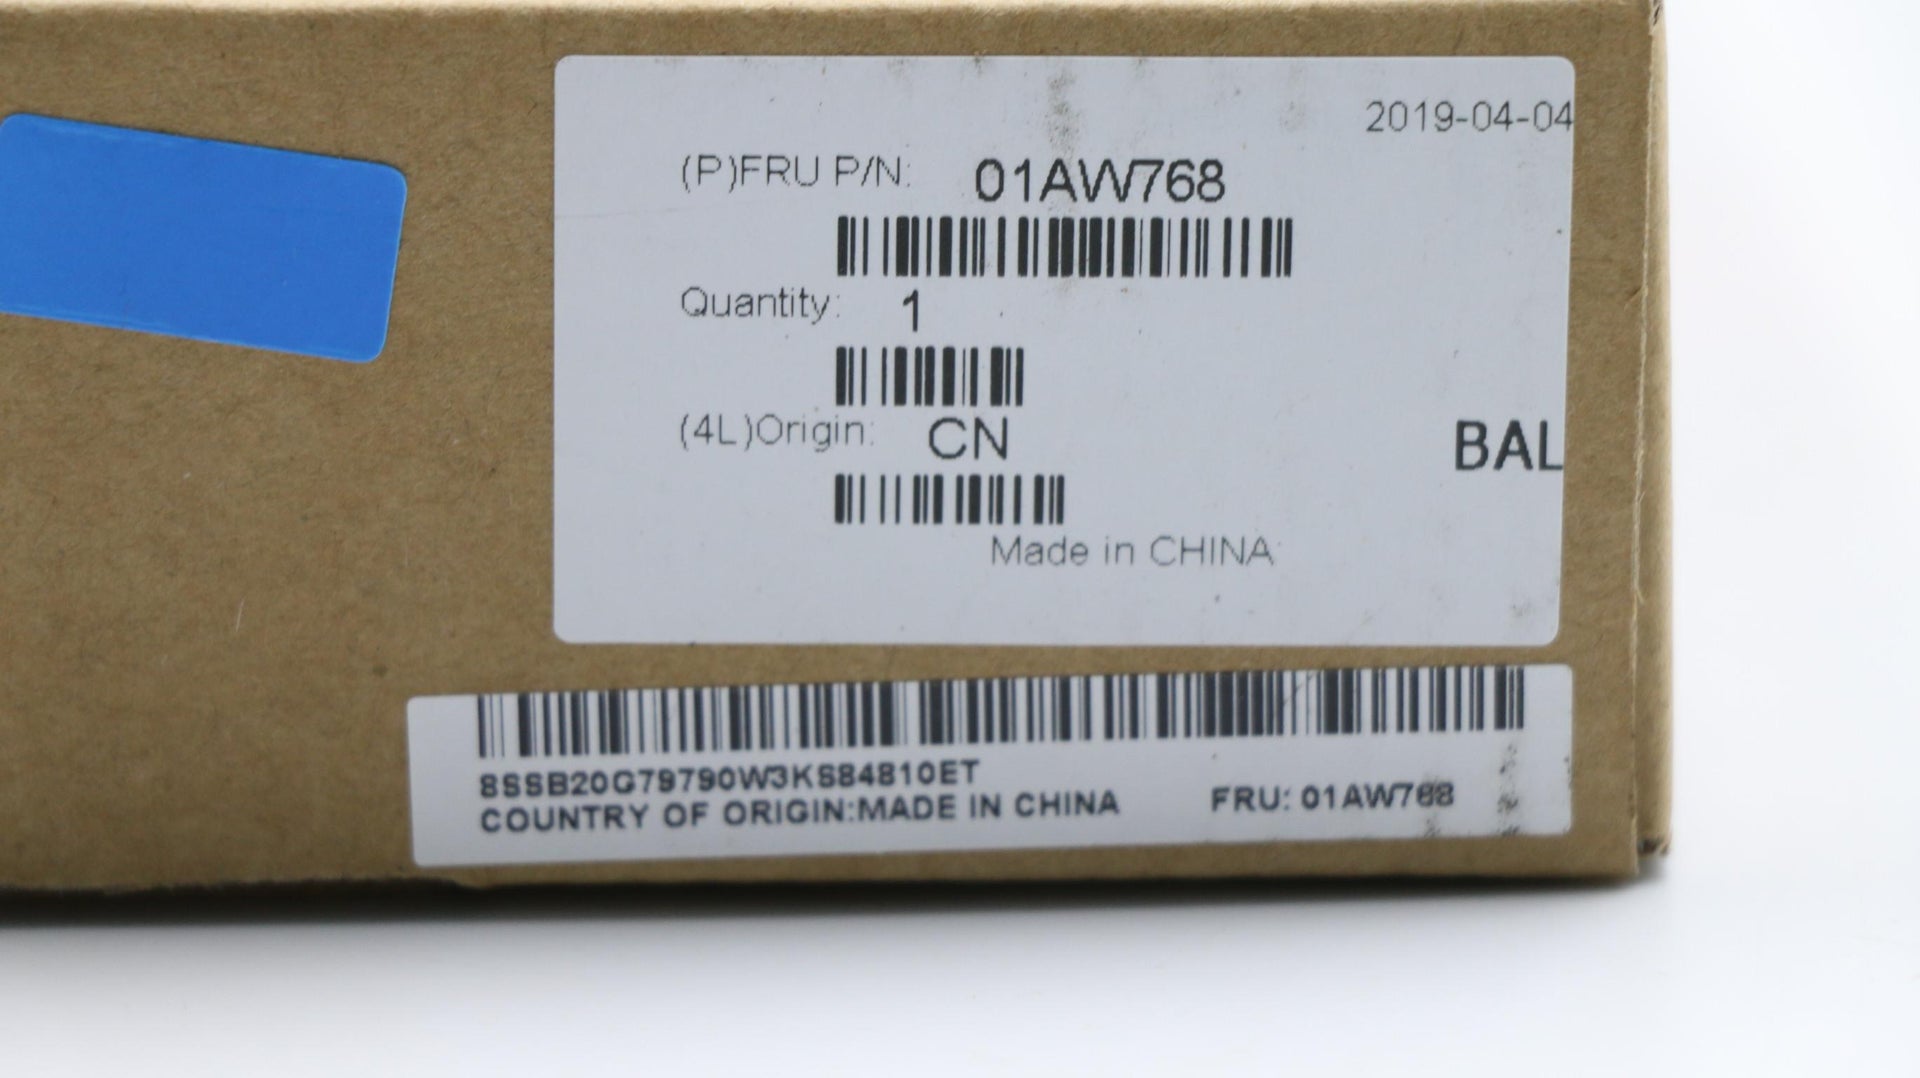 2019-04-04
(P)FRU P/N: 01AW768
Quantity: 1
(4L)Origin: CN
BAL
Made in CHINA
8SSB20G79790W3KS84810ET
COUNTRY OF ORIGIN:MADE IN CHINA FRU: 01AW768